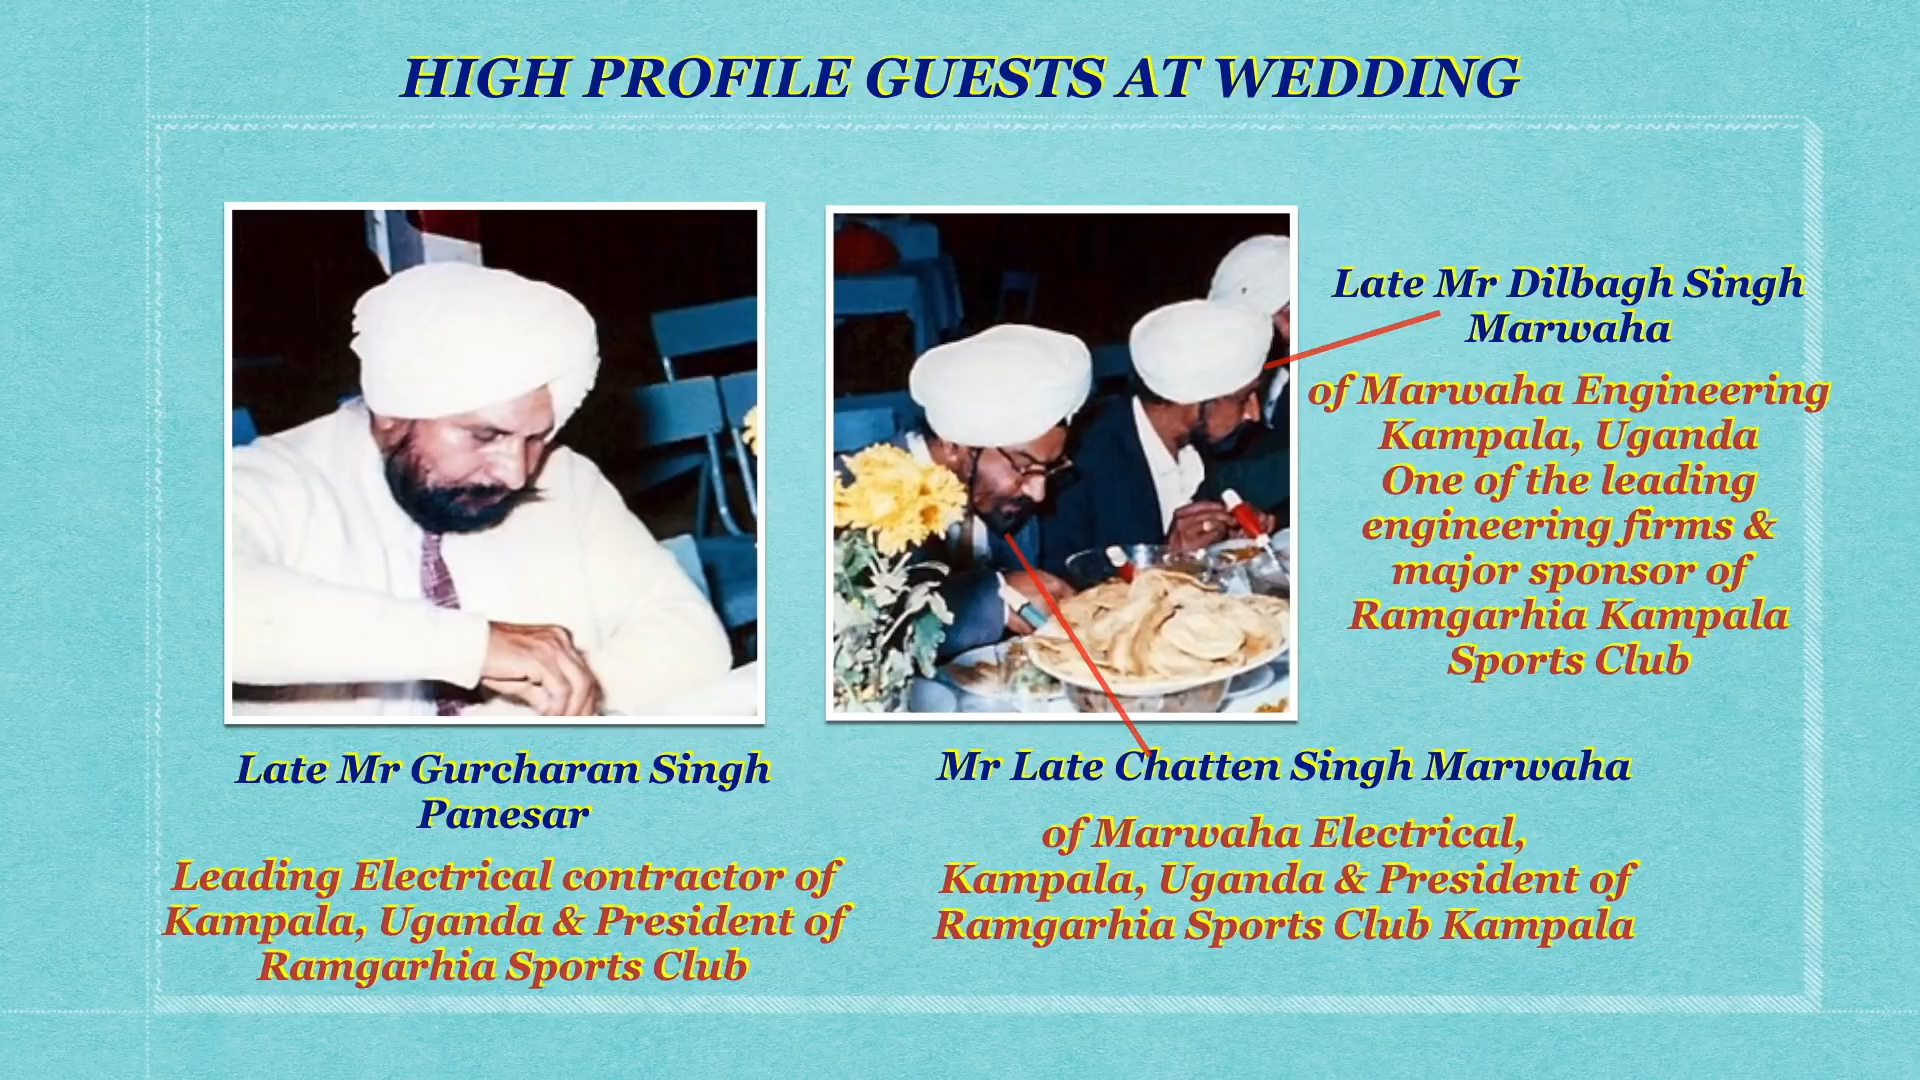 HIGH PROFILE GUESTS AT WEDDING
Late Mr Dilbagh Singh
Marwaha
of Marwaha Engineering
Kampala, Uganda
One of the leading
engineering firms &
major sponsor of
Ramgarhia Kampala
Sports Club
Late Mr Gurcharan Singh
Panesar
Leading Electrical contractor of
Kampala, Uganda & President of
Ramgarhia Sports Club
Mr Late Chatten Singh Marwaha
of Marwaha Electrical,
Kampala, Uganda & President of
Ramgarhia Sports Club Kampala